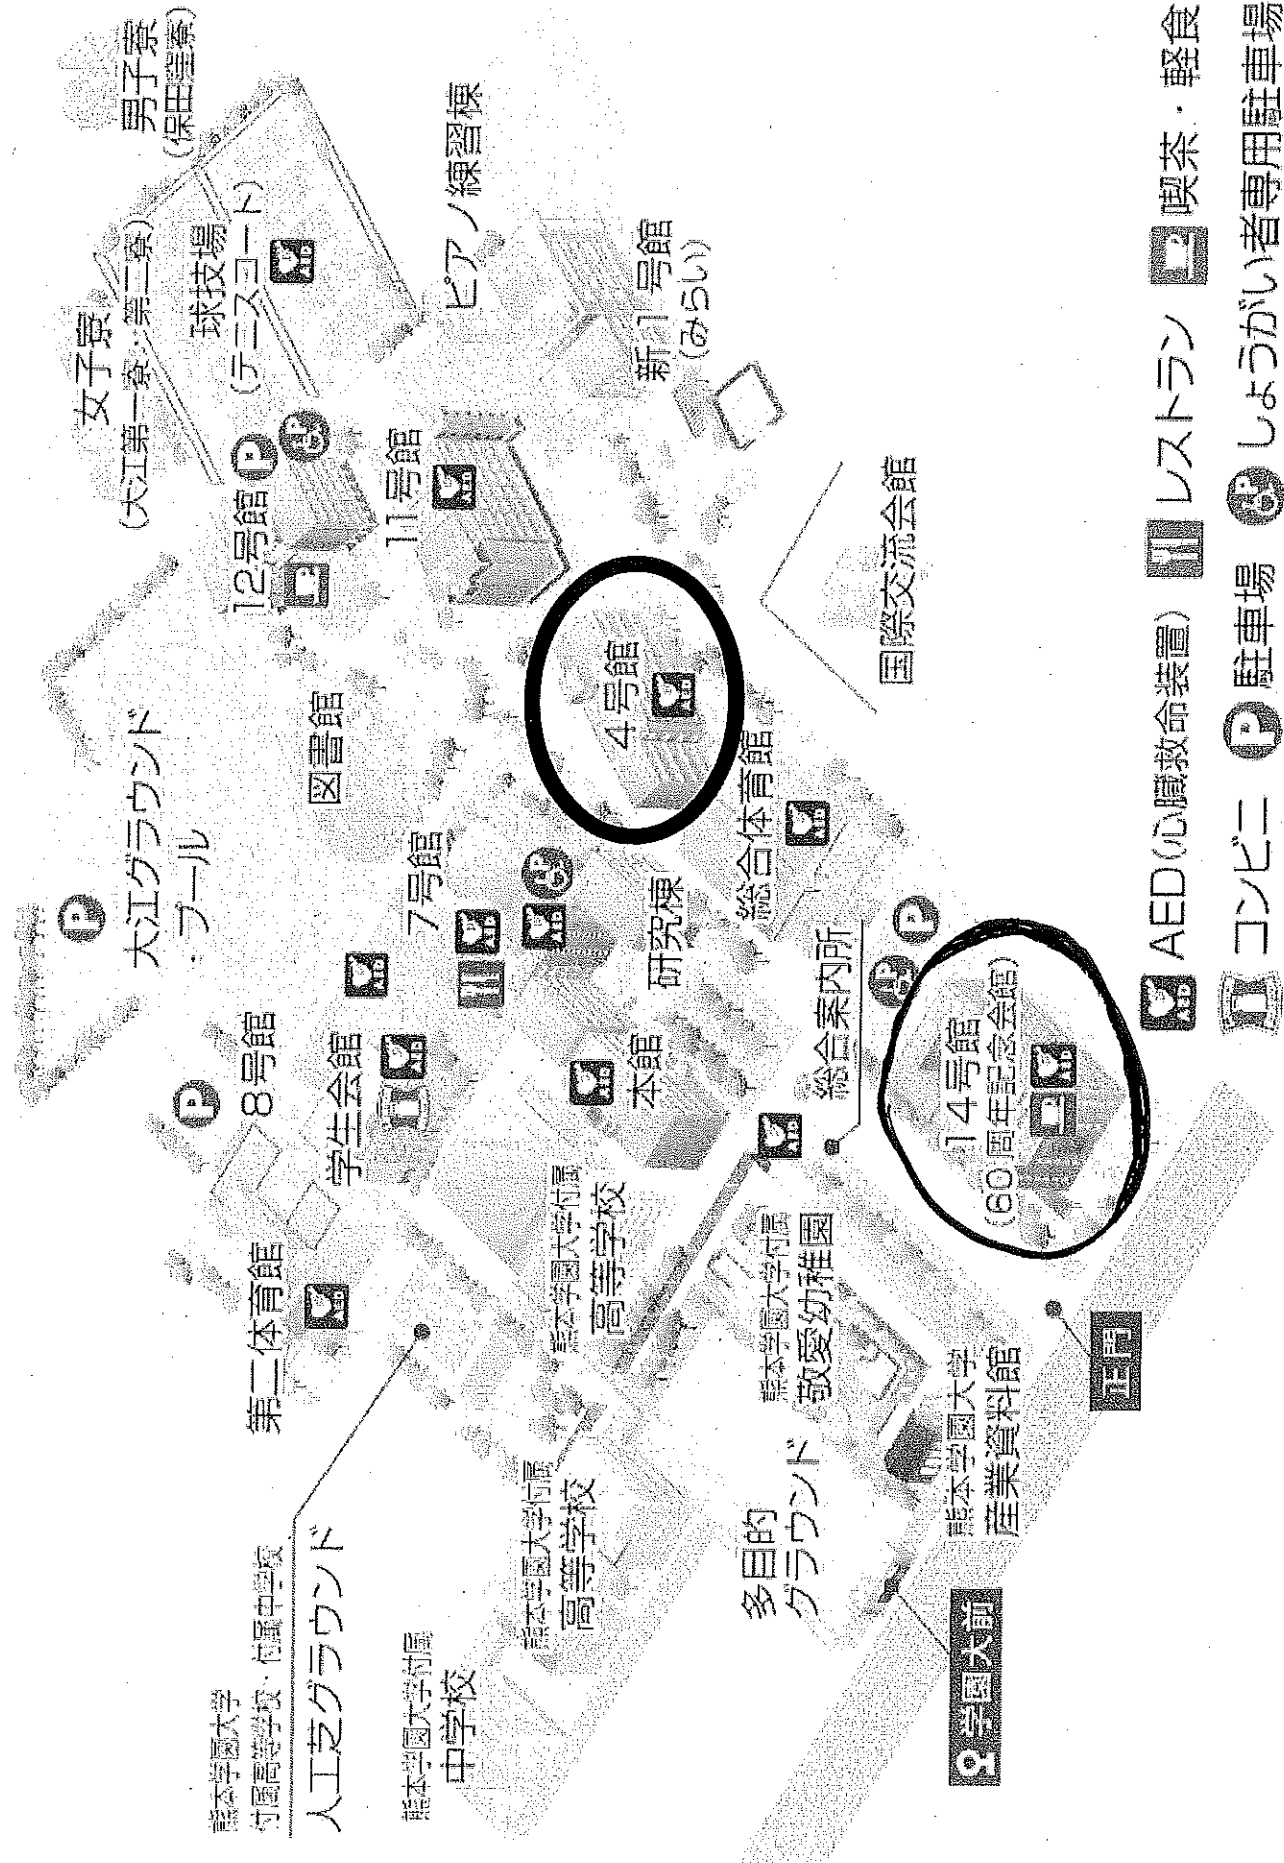 熊本学園大学
付属高等学校・付属中学校
人工芝グラウンド
熊本学園大学付属
中学校
熊本学園大学付属
高等学校
熊本学園大学付属
高等学校
第二体育館
8号館
学生会館
大江グラウンド
・プール
P
P
図書館
7号館
本館
研究棟
12号館
P
女子寮
(大江第一寮・第二寮)
男子寮
球技場
(テニスコート)
ピアノ練習棟
11号館
新1号館
(みらい)
4号館
総合体育館
国際交流会館
総合案内所
P
14号館
(60周年記念会館)
熊本学園大学付属
敬愛幼稚園
多目的
グラウンド
熊本学園大学
産業資料館
正門
学園大前
AED
AED(心臓救命装置)
レストラン
喫茶・軽食
コンビニ
P 駐車場
しょうがい者専用駐車場